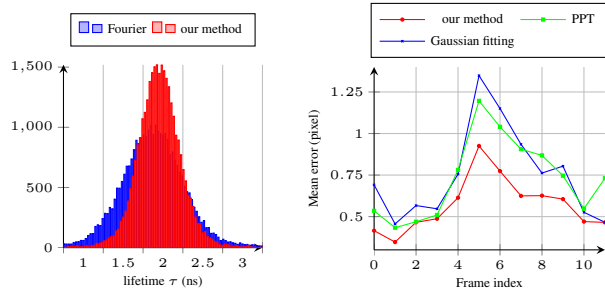 Fourier our method
1,500
1,000
500
0
1 1.5 2 2.5 3
lifetime τ (ns)
our method PPT
Gaussian fitting
1.25
1
0.75
0.5
0 2 4 6 8 10
Mean error (pixel)
Frame index